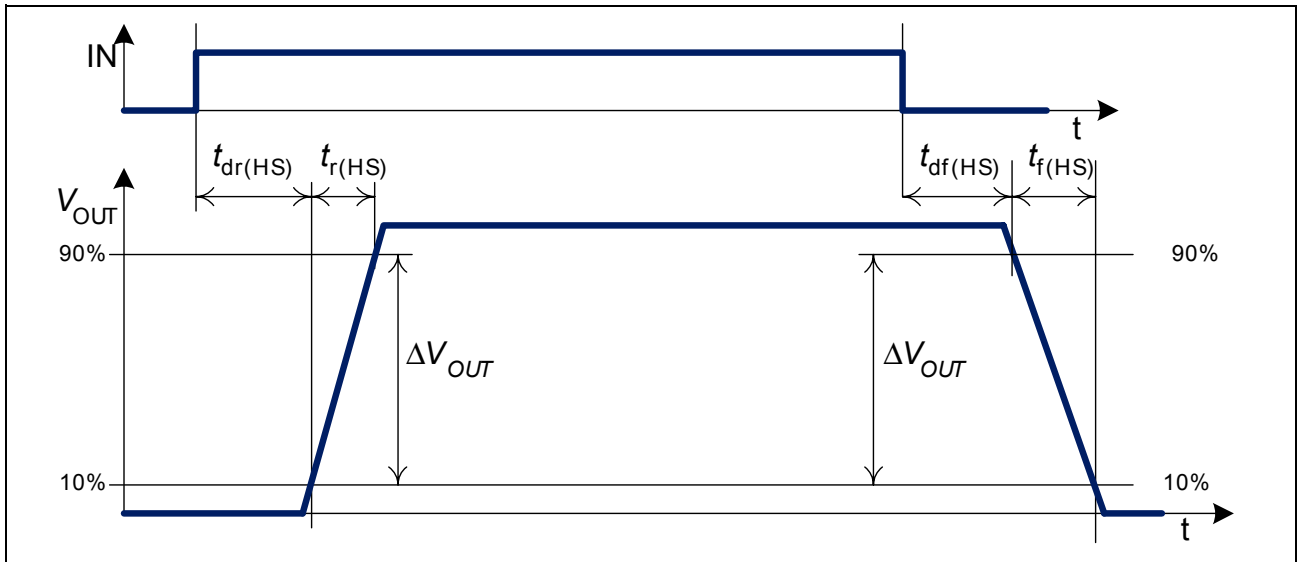 IN
t
tdr(HS) tr(HS) tdf(HS) tf(HS)
VOUT
90% 90%
ΔVOUT ΔVOUT
10% 10%
t